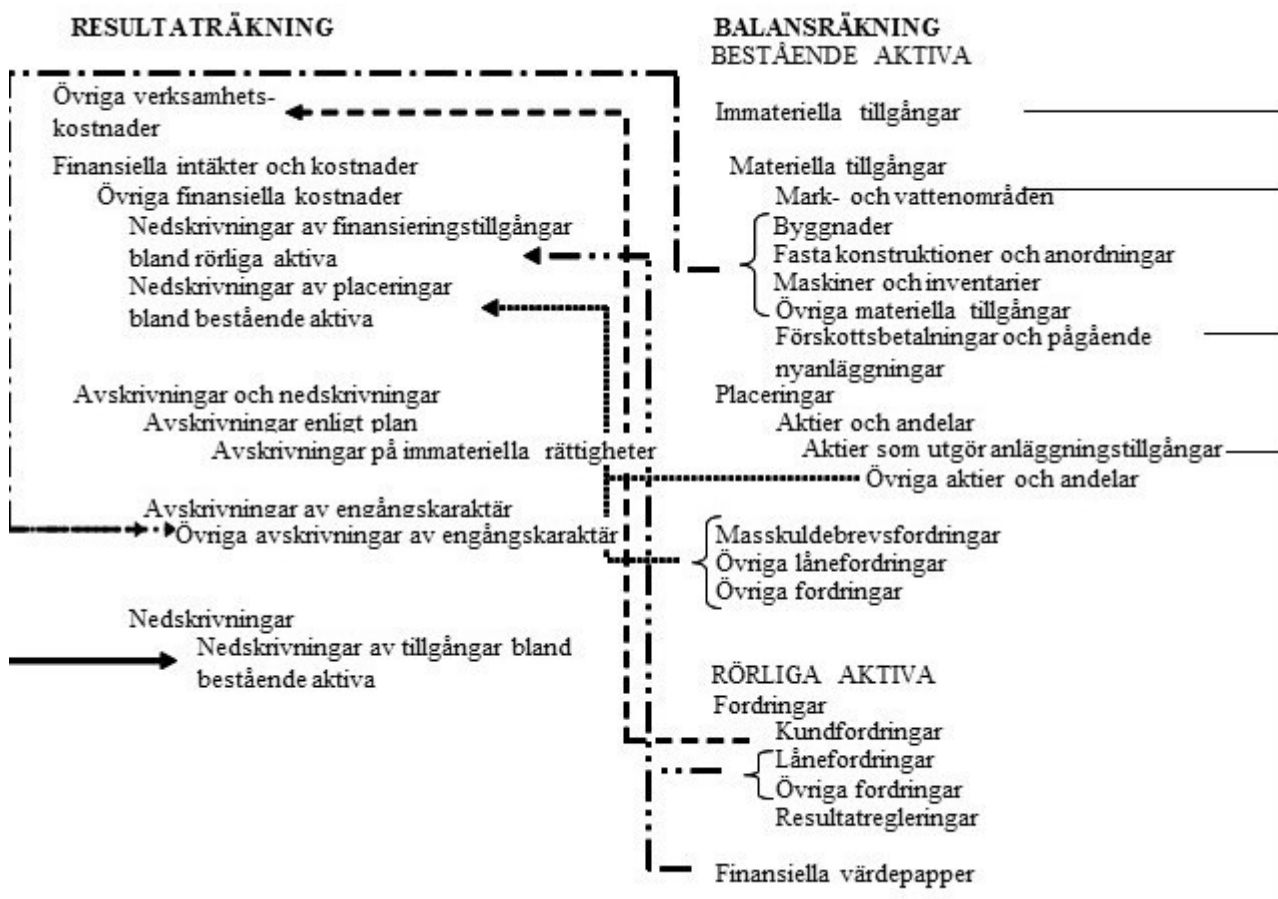 RESULTATRÄKNING
Övriga verksamhets-
kostnader
Finansiella intäkter och kostnader
Övriga finansiella kostnader
Nedskrivningar av finansieringstillgångar
bland rörliga aktiva
Nedskrivningar av placeringar
bland bestående aktiva
Avskrivningar och nedskrivningar
Avskrivningar enligt plan
Avskrivningar på immateriella rättigheter
Avskrivningar av engångskaraktär
Övriga avskrivningar av engångskaraktär
Nedskrivningar
Nedskrivningar av tillgångar bland
bestående aktiva
BALANSRÄKNING
BESTÅENDE AKTIVA
Immateriella tillgångar
Materiella tillgångar
Mark- och vattenområden
Byggnader
Fasta konstruktioner och anordningar
Maskiner och inventarier
Övriga materiella tillgångar
Förskottsbetalningar och pågående
nyanläggningar
Placeringar
Aktier och andelar
Aktier som utgör anläggningstillgångar
Övriga aktier och andelar
Masskuldebrevsfordringar
Övriga lånefordringar
Övriga fordringar
RÖRLIGA AKTIVA
Fordringar
Kundfordringar
Lånefordringar
Övriga fordringar
Resultatregleringar
Finansiella värdepapper